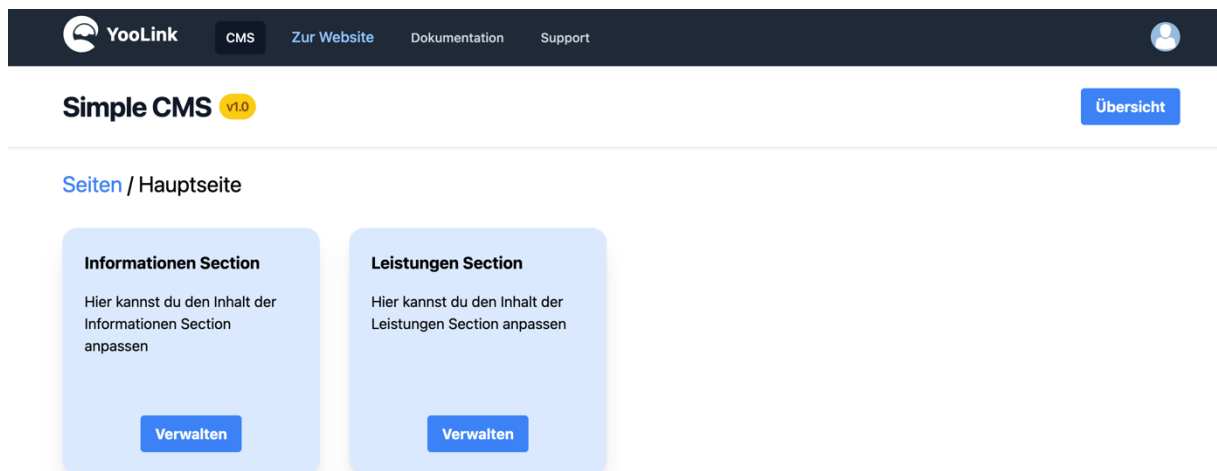 YooLink CMS Zur Website Dokumentation Support
Simple CMS v1.0 Übersicht
Seiten / Hauptseite
Informationen Section
Hier kannst du den Inhalt der
Informationen Section
anpassen
Verwalten
Leistungen Section
Hier kannst du den Inhalt der
Leistungen Section anpassen
Verwalten